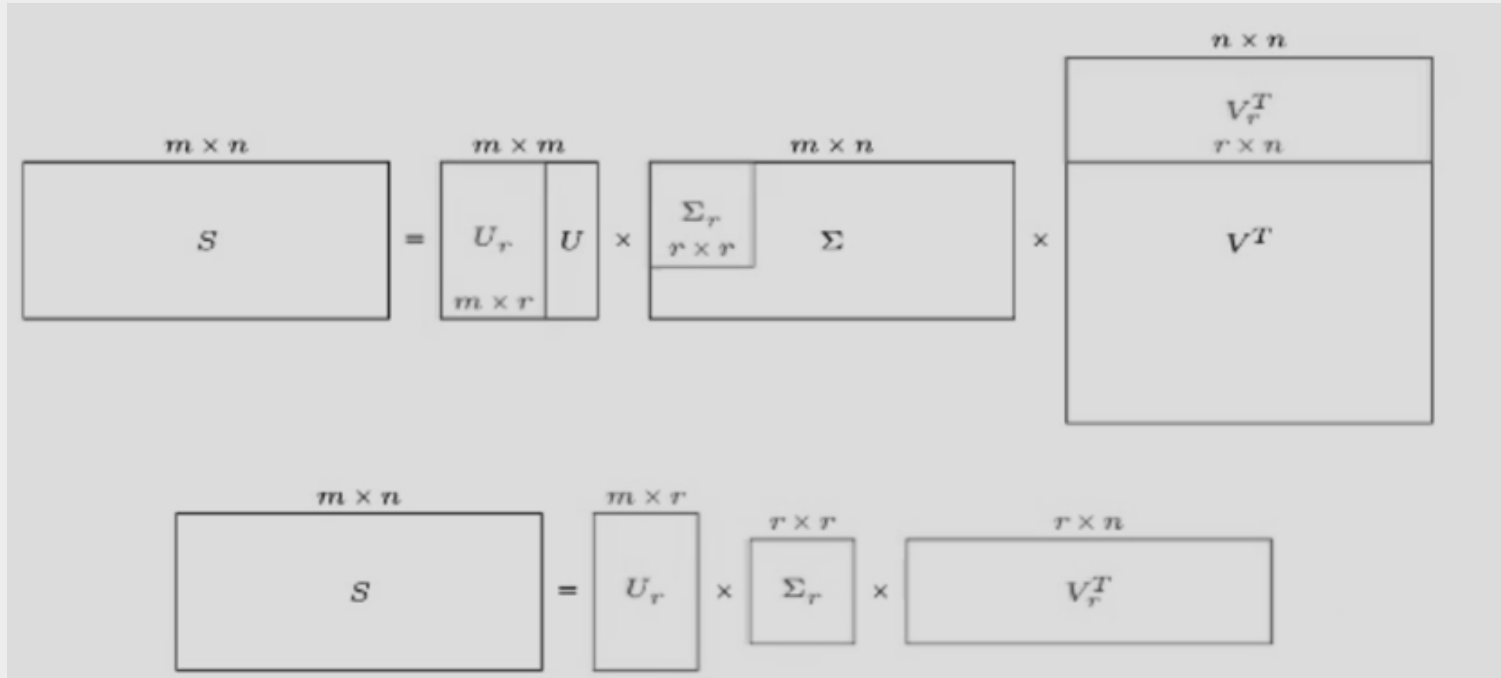 n × n
V_r^T
m × n m × m m × n r × n
S = U_r U × Σ_r r × r Σ × V^T
m × r
m × n m × r r × r r × n
S = U_r × Σ_r × V_r^T